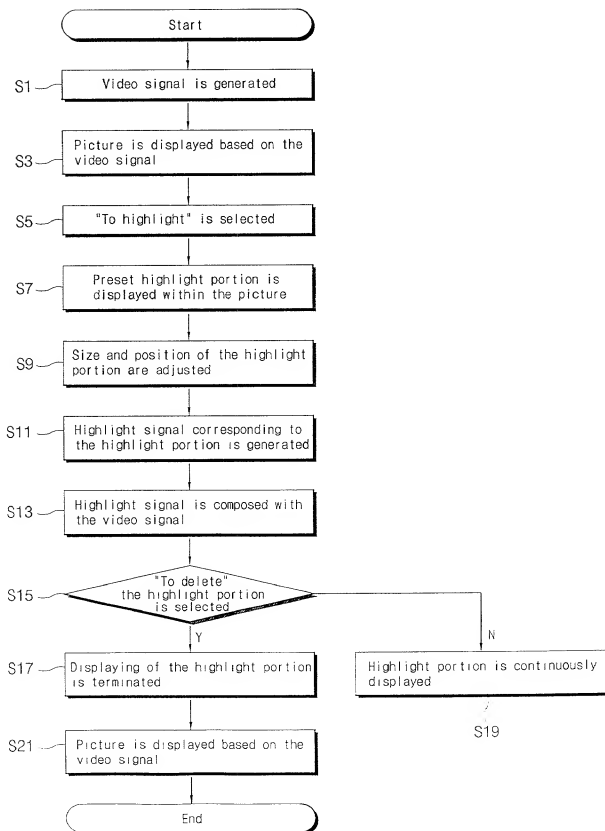 Start
S1
Video signal is generated
S3
Picture is displayed based on the
video signal
S5
"To highlight" is selected
S7
Preset highlight portion is
displayed within the picture
S9
Size and position of the highlight
portion are adjusted
S11
Highlight signal corresponding to
the highlight portion is generated
S13
Highlight signal is composed with
the video signal
S15
"To delete"
the highlight portion
is selected
Y
N
S17
Displaying of the highlight portion
is terminated
Highlight portion is continuously
displayed
S19
S21
Picture is displayed based on the
video signal
End